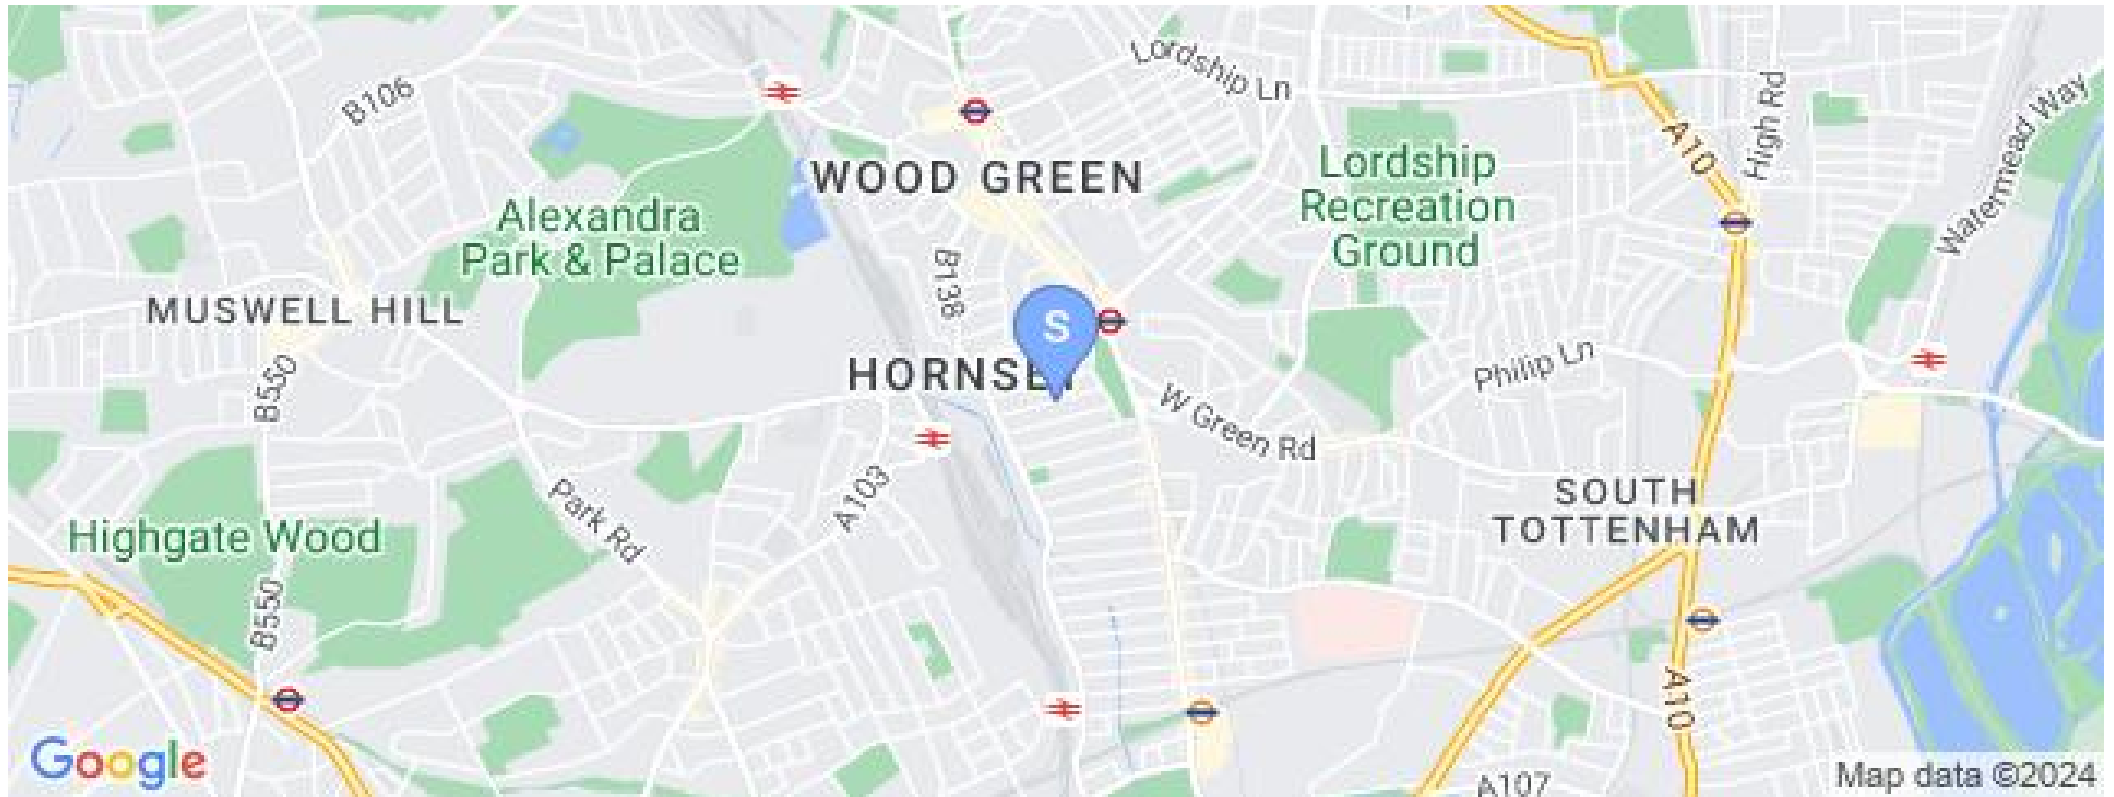 B106
Lordship Ln
A10
High Rd
Watermead Way
WOOD GREEN
Lordship
Recreation
Ground
Alexandra
Park & Palace
B138
MUSWELL HILL
S
B550
HORNSEY
Philip Ln
W Green Rd
A103
Park Rd
SOUTH
TOTTENHAM
Highgate Wood
B550
A10
Google
A107
Map data ©2024